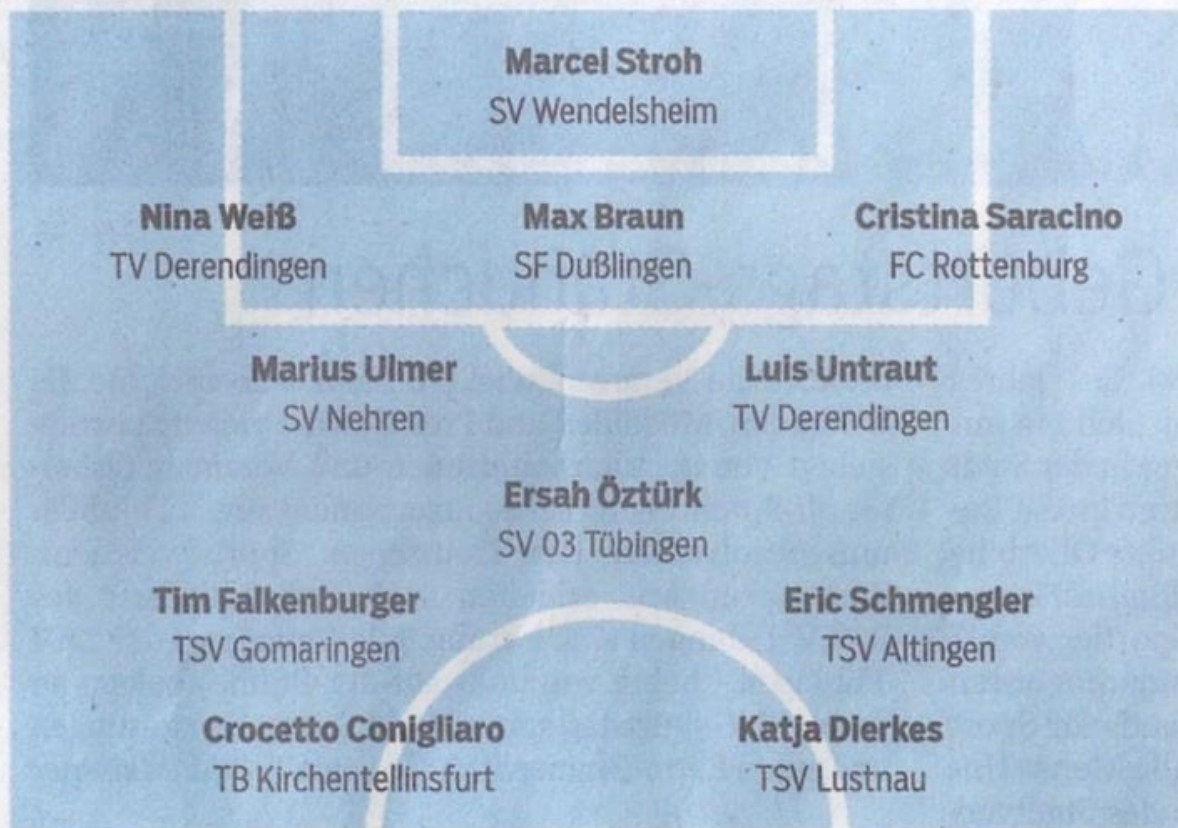 Marcel Stroh
SV Wendelsheim
Nina Weiß
TV Derendingen
Max Braun
SF Dußlingen
Cristina Saracino
FC Rottenburg
Marius Ulmer
SV Nehren
Luis Untraut
TV Derendingen
Ersah Öztürk
SV 03 Tübingen
Tim Falkenburger
TSV Gomaringen
Eric Schmengler
TSV Altingen
Crocetto Conigliaro
TB Kirchentellinsfurt
Katja Dierkes
TSV Lustnau